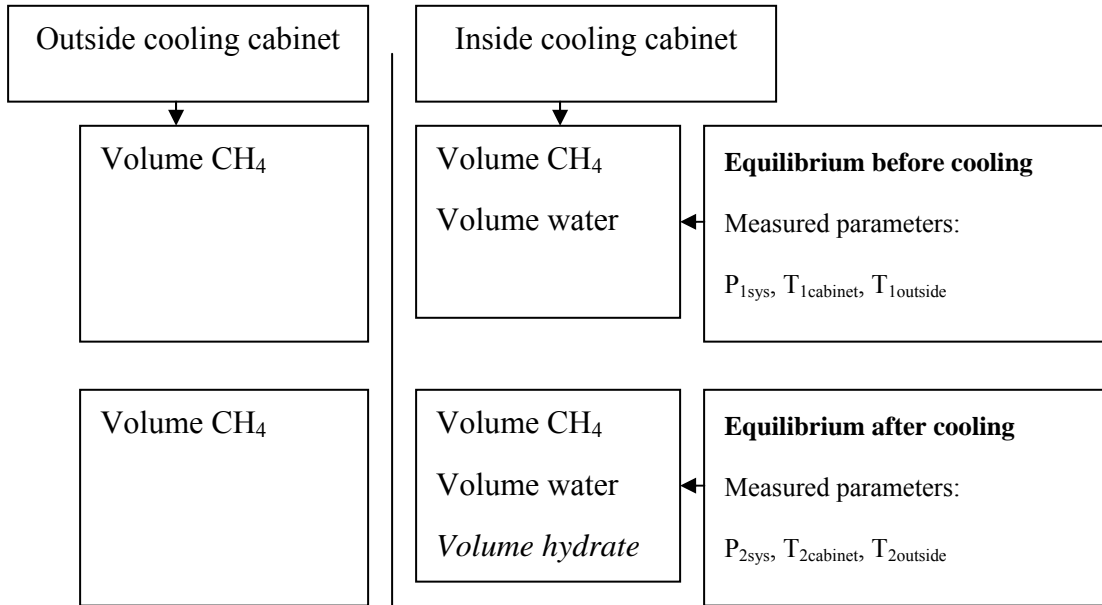 Outside cooling cabinet
Inside cooling cabinet
Volume CH₄
Volume CH₄
Volume water
Equilibrium before cooling
Measured parameters:
P₁sys, T₁cabinet, T₁outside
Volume CH₄
Volume CH₄
Volume water
Volume hydrate
Equilibrium after cooling
Measured parameters:
P₂sys, T₂cabinet, T₂outside